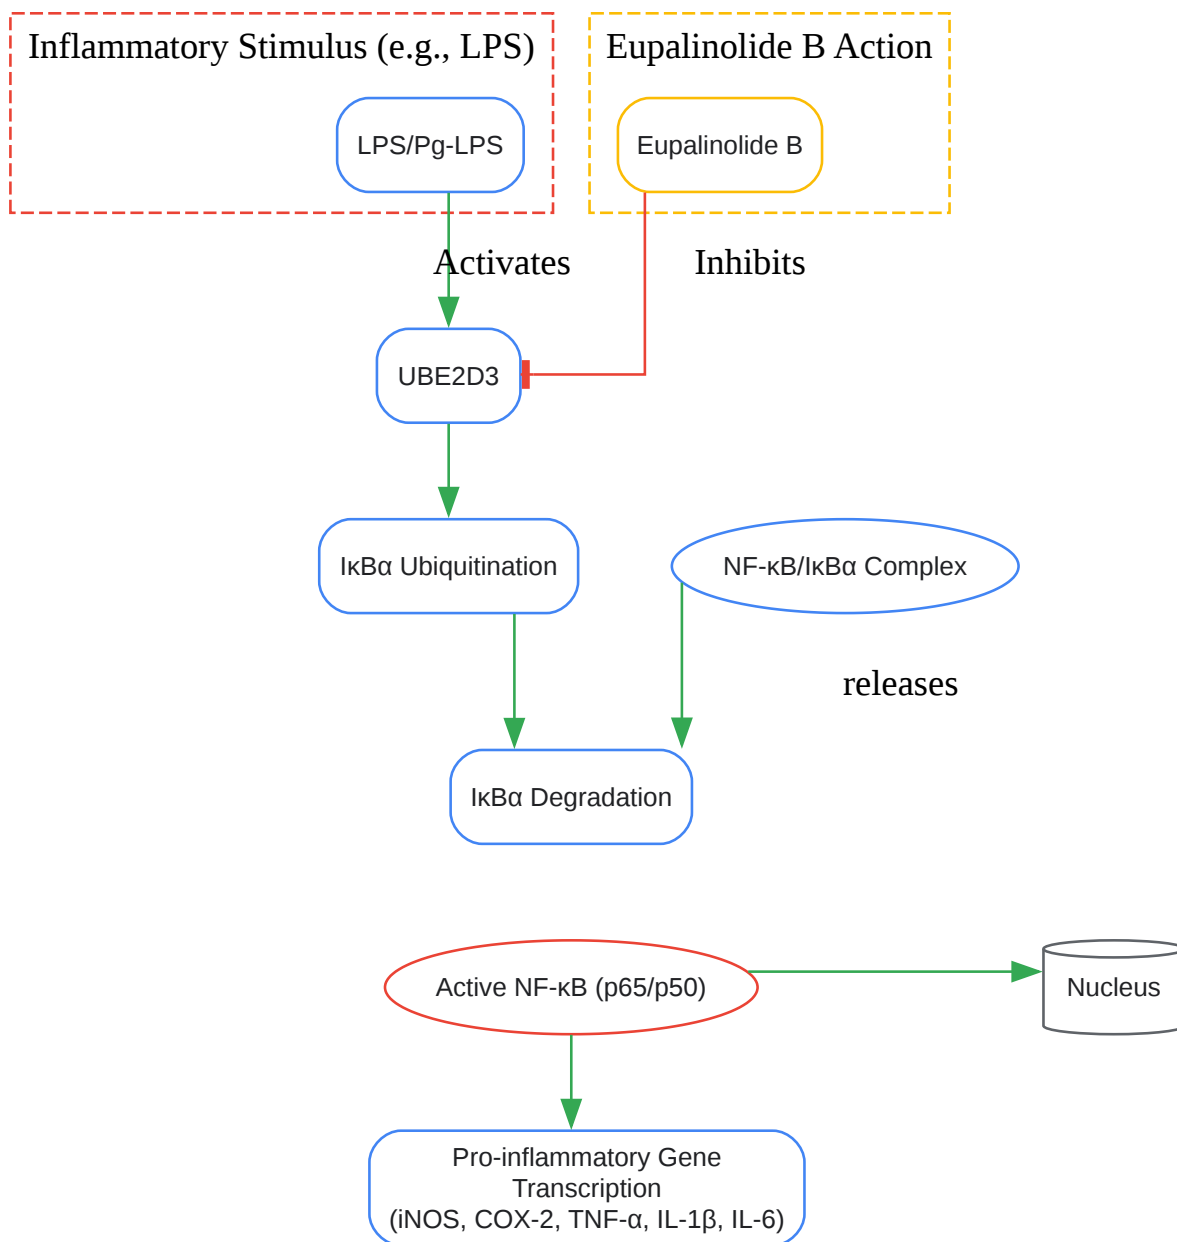 Inflammatory Stimulus (e.g., LPS)
Eupalinolide B Action
LPS/Pg-LPS
Eupalinolide B
Activates
Inhibits
UBE2D3
IκBα Ubiquitination
NF-κB/IκBα Complex
releases
IκBα Degradation
Active NF-κB (p65/p50)
Nucleus
Pro-inflammatory Gene
Transcription
(iNOS, COX-2, TNF-α, IL-1β, IL-6)